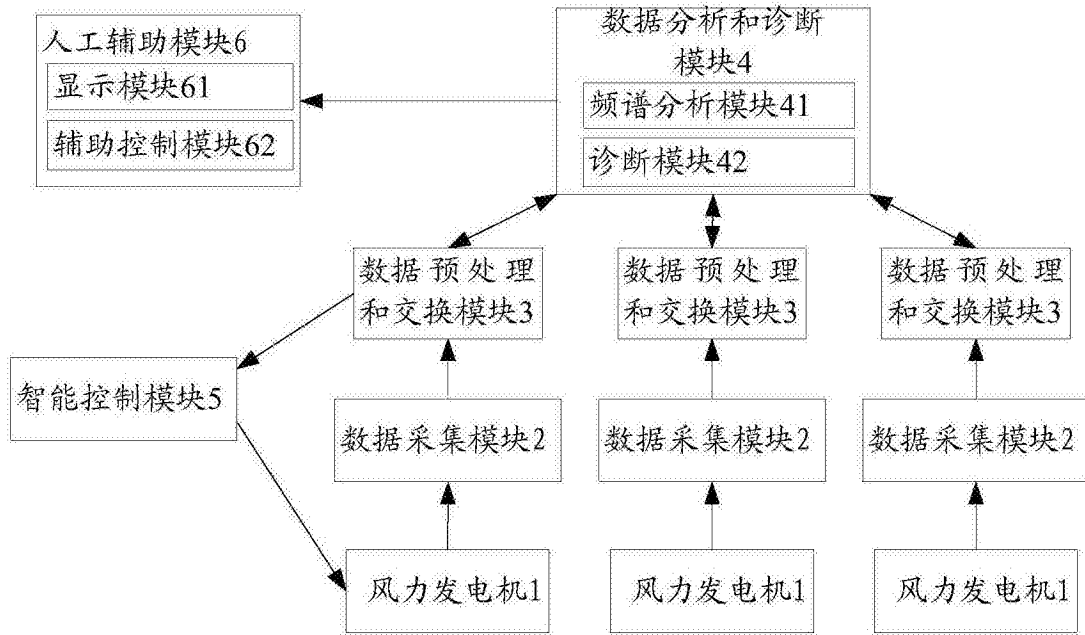 人工辅助模块6
显示模块61
辅助控制模块62
数据分析和诊断
模块4
频谱分析模块41
诊断模块42
数据预处理
和交换模块3
数据预处理
和交换模块3
数据预处理
和交换模块3
智能控制模块5
数据采集模块2
数据采集模块2
数据采集模块2
风力发电机1
风力发电机1
风力发电机1